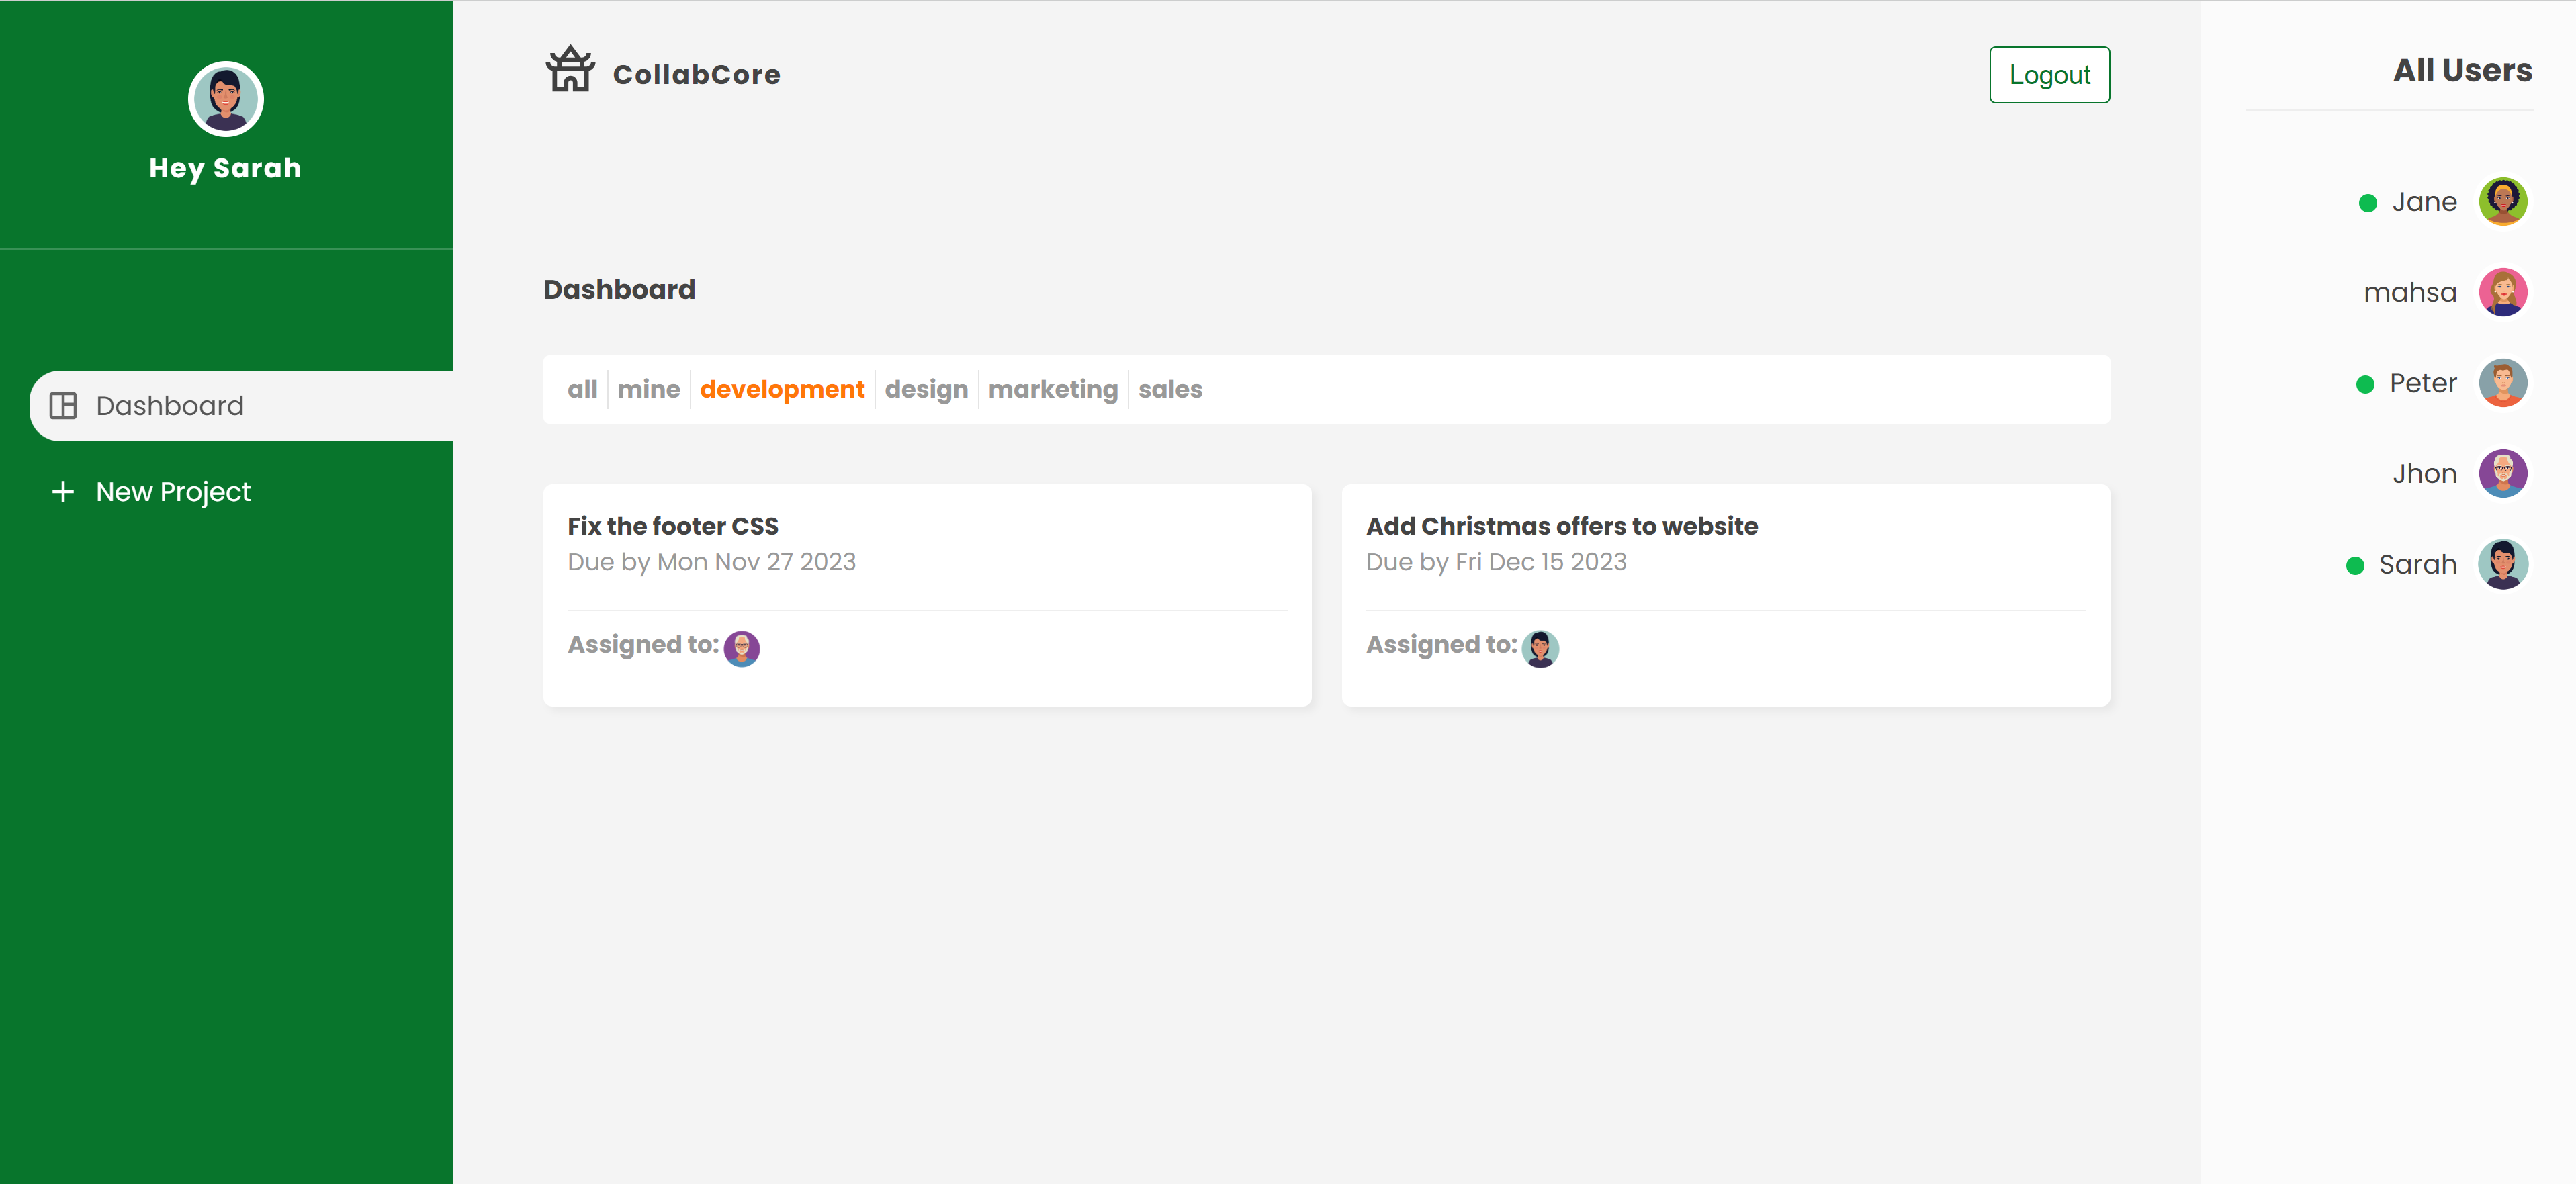 Hey Sarah
Dashboard
New Project
CollabCore
Logout
Dashboard
all mine development design marketing sales
Fix the footer CSS
Due by Mon Nov 27 2023
Assigned to:
Add Christmas offers to website
Due by Fri Dec 15 2023
Assigned to:
All Users
Jane
mahsa
Peter
Jhon
Sarah